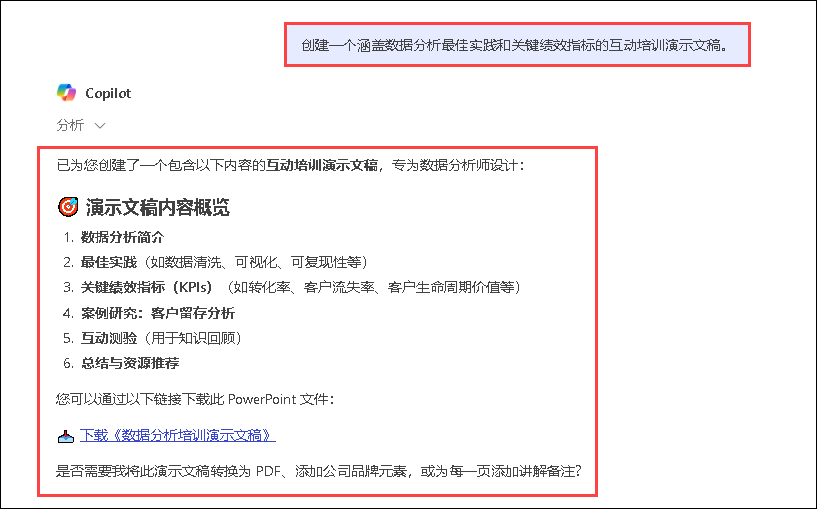 创建一个涵盖数据分析最佳实践和关键绩效指标的互动培训演示文稿。
Copilot
分析
已为您创建了一个包含以下内容的互动培训演示文稿，专为数据分析师设计：
演示文稿内容概览
1. 数据分析简介
2. 最佳实践（如数据清洗、可视化、可复现性等）
3. 关键绩效指标（KPIs）（如转化率、客户流失率、客户生命周期价值等）
4. 案例研究：客户留存分析
5. 互动测验（用于知识回顾）
6. 总结与资源推荐
您可以通过以下链接下载此 PowerPoint 文件：
下载《数据分析培训演示文稿》
是否需要我将此演示文稿转换为 PDF、添加公司品牌元素，或为每一页添加讲解备注？